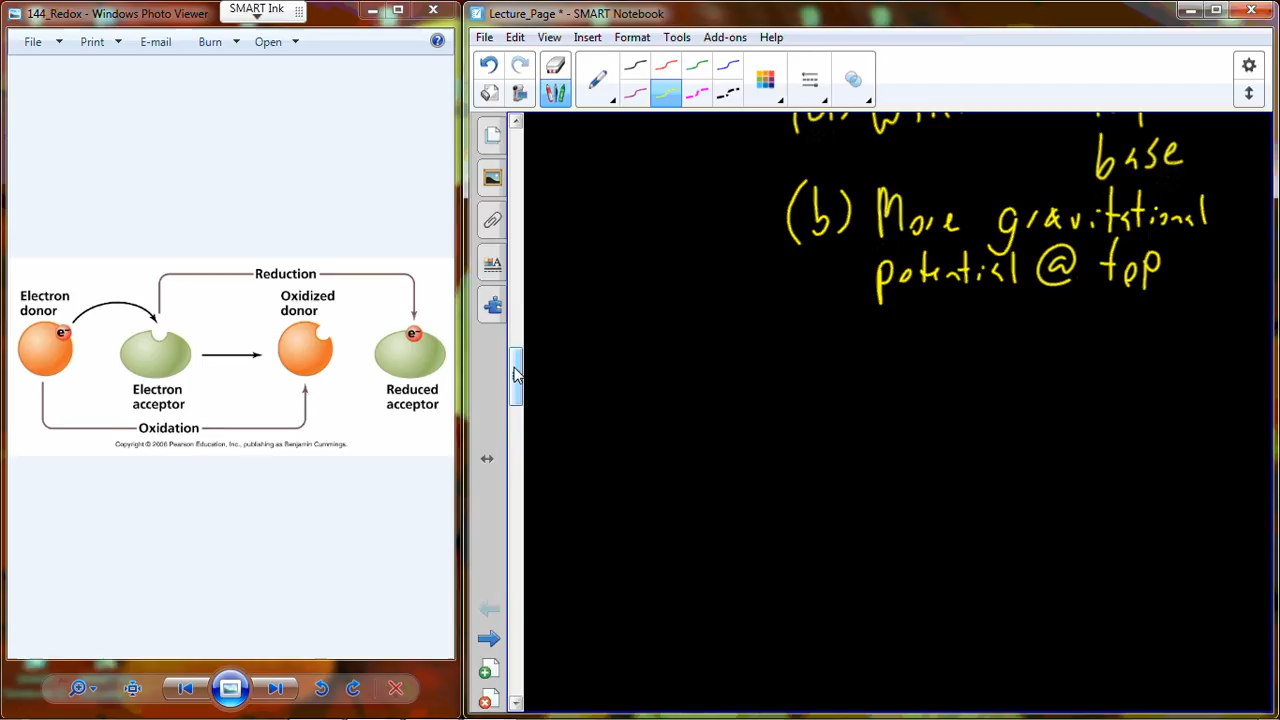 144_Redox - Windows Photo Viewer
SMART Ink
File Print E-mail Burn Open
Reduction
Electron
donor
Oxidized
donor
e⁻
e⁻
Electron
acceptor
Reduced
acceptor
Oxidation
Copyright © 2006 Pearson Education, Inc., publishing as Benjamin Cummings.
Lecture_Page * - SMART Notebook
File Edit View Insert Format Tools Add-ons Help
base
(b) More gravitational
potential @ top